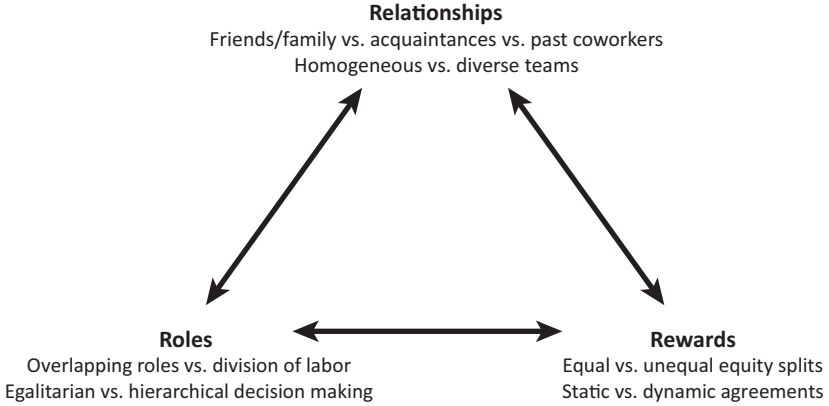 Relationships
Friends/family vs. acquaintances vs. past coworkers
Homogeneous vs. diverse teams
Roles
Overlapping roles vs. division of labor
Egalitarian vs. hierarchical decision making
Rewards
Equal vs. unequal equity splits
Static vs. dynamic agreements